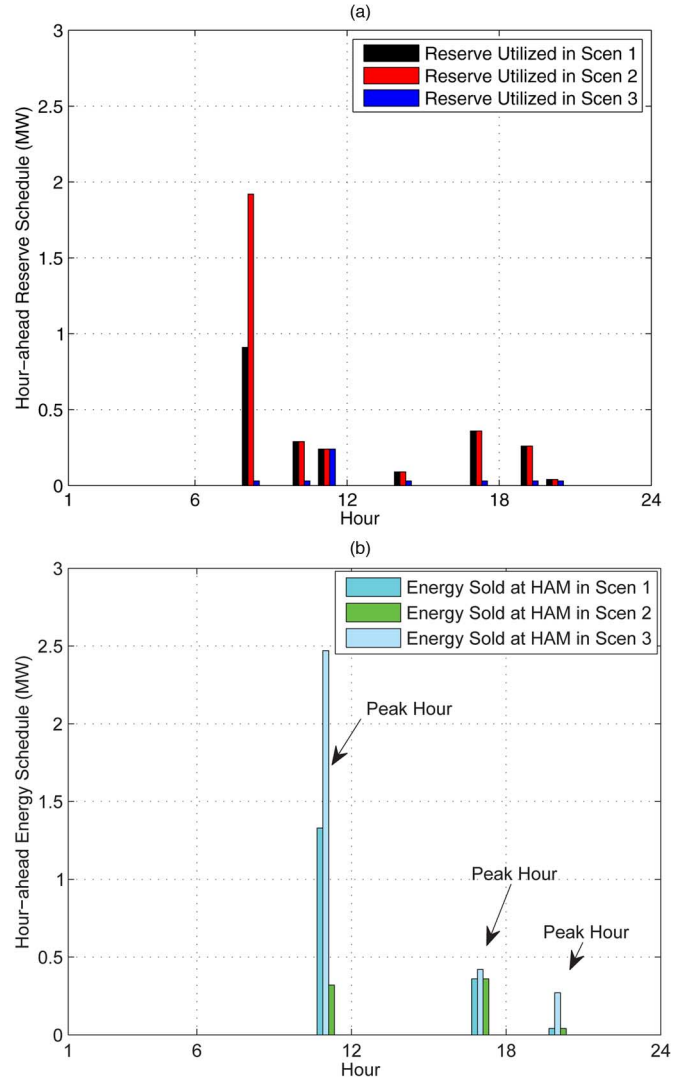 (a)
3
2.5
2
1.5
1
0.5
0
Hour-ahead Reserve Schedule (MW)
Reserve Utilized in Scen 1
Reserve Utilized in Scen 2
Reserve Utilized in Scen 3
1 6 12 18 24
Hour
(b)
3
2.5
2
1.5
1
0.5
0
Hour-ahead Energy Schedule (MW)
Energy Sold at HAM in Scen 1
Energy Sold at HAM in Scen 2
Energy Sold at HAM in Scen 3
Peak Hour
Peak Hour
Peak Hour
1 6 12 18 24
Hour